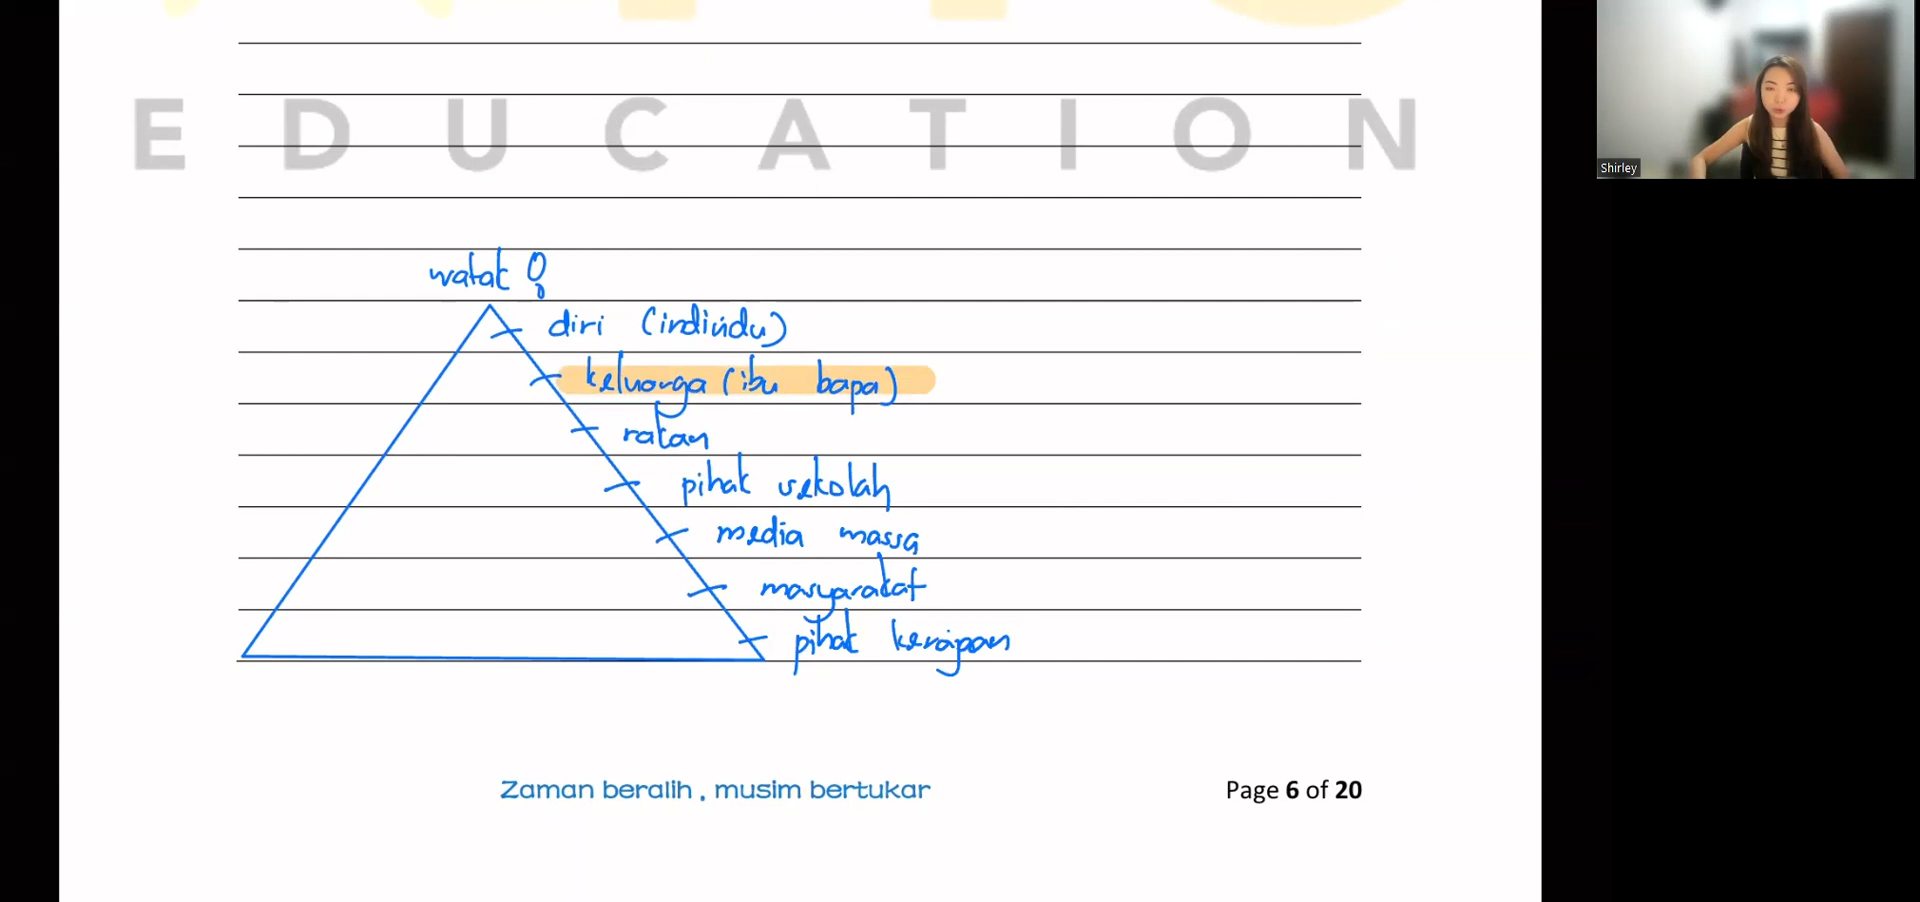 EDUCATION
Shirley
watak
diri (individu)
keluarga (ibu bapa)
rakan
pihak sekolah
media massa
masyarakat
pihak kerajaan
Zaman beralih , musim bertukar
Page 6 of 20